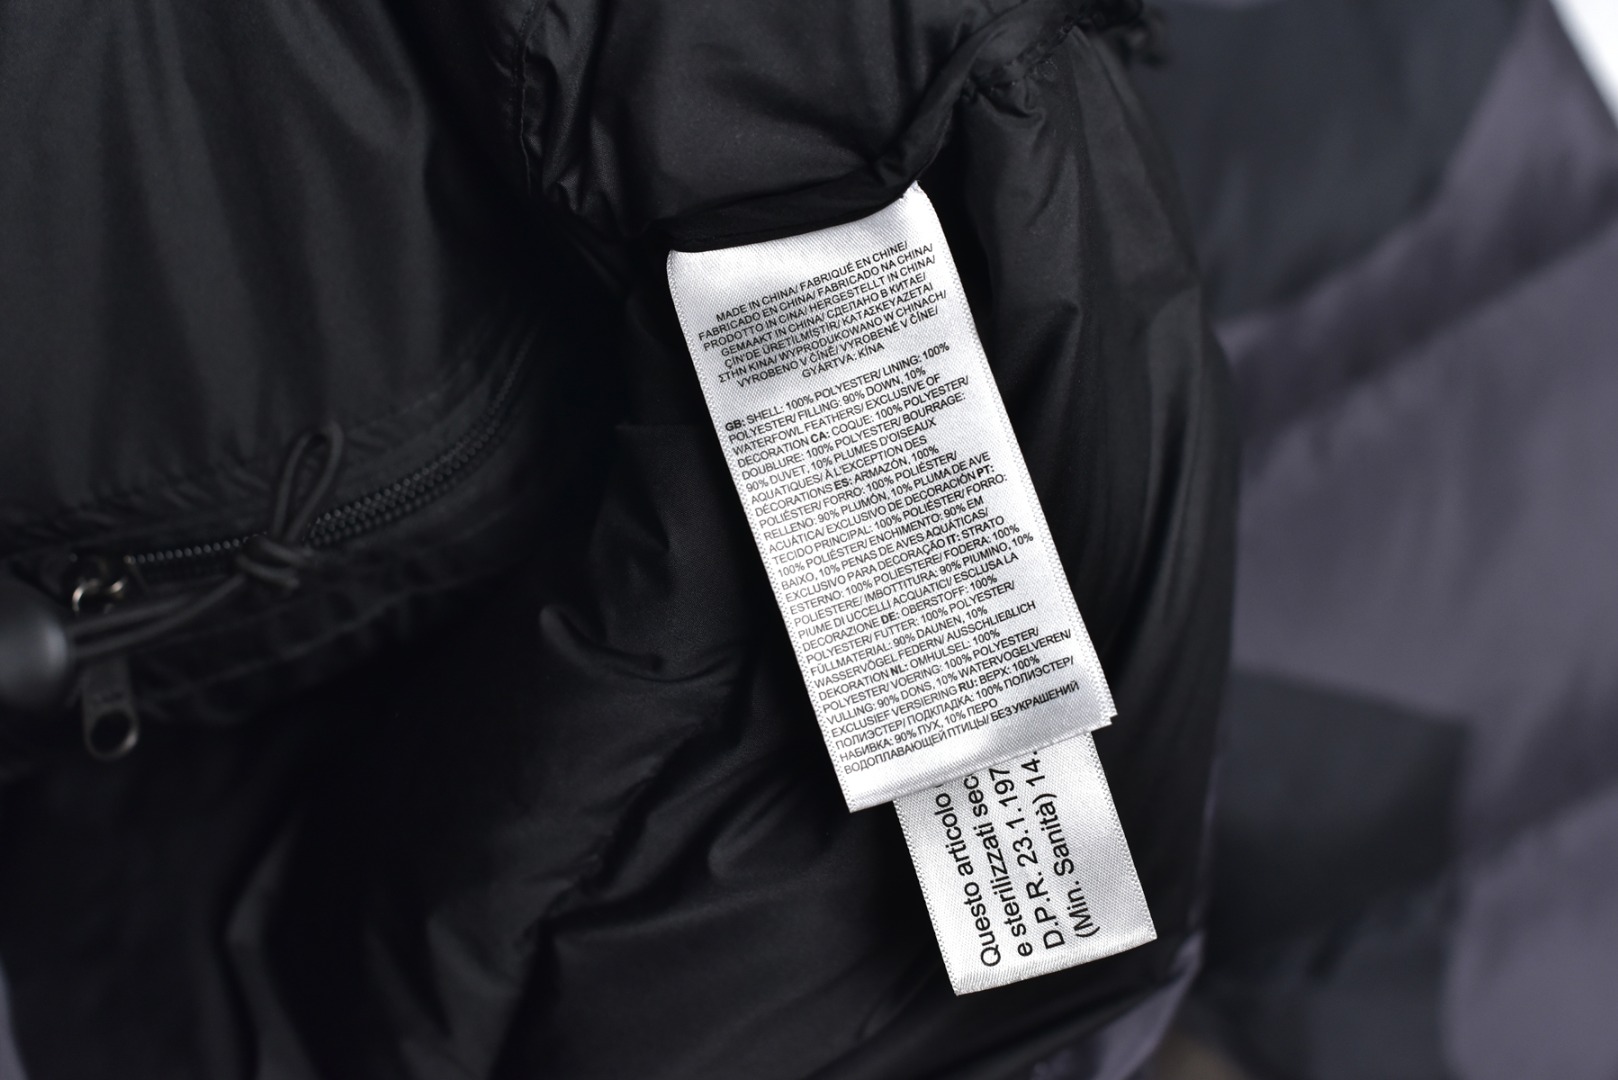 MADE IN CHINA/ FABRIQUÉ EN CHINE/
FABRICADO EN CHINA/ FABRICADO NA CHINA/
PRODOTTO IN CINA/ HERGESTELLT IN CHINA/
GEMAAKT IN CHINA/ СДЕЛАНО В КИТАЕ/
ÇİN'DE ÜRETİLMİŞTİR/ ΚΑΤΑΣΚΕΥΑΖΕΤΑΙ
ΣΤΗΝ ΚΙΝΑ/ WYPRODUKOWANO W CHINACH/
VYROBENO V ČÍNĚ/ VYROBENÉ V ČÍNE/
GYÁRTVA: KÍNA
GB: SHELL: 100% POLYESTER/ LINING: 100%
POLYESTER/ FILLING: 90% DOWN, 10%
WATERFOWL FEATHERS/ EXCLUSIVE OF
DECORATION CA: COQUE: 100% POLYESTER/
DOUBLURE: 100% POLYESTER/ BOURRAGE:
90% DUVET, 10% PLUMES D'OISEAUX
AQUATIQUES/ À L'EXCEPTION DES
DÉCORATIONS ES: ARMAZÓN, 100%
POLIÉSTER/ FORRO: 100% POLIÉSTER/
RELLENO: 90% PLUMÓN, 10% PLUMA DE AVE
ACUÁTICA/ EXCLUSIVO DE DECORACIÓN PT:
TECIDO PRINCIPAL: 100% POLIÉSTER/ FORRO:
100% POLIÉSTER/ ENCHIMENTO: 90% EM
BAIXO, 10% PENAS DE AVES AQUÁTICAS/
EXCLUSIVO PARA DECORAÇÃO IT: STRATO
ESTERNO: 100% POLIESTERE/ FODERA: 100%
POLIESTERE/ IMBOTTITURA: 90% PIUMINO, 10%
PIUME DI UCCELLI ACQUATICI/ ESCLUSA LA
DECORAZIONE DE: OBERSTOFF: 100%
POLYESTER/ FUTTER: 100% POLYESTER/
FÜLLMATERIAL: 90% DAUNEN, 10%
WASSERVÖGEL FEDERN/ AUSSCHLIEßLICH
DEKORATION NL: OMHULSEL: 100%
POLYESTER/ VOERING: 100% POLYESTER/
VULLING: 90% DONS, 10% WATERVOGELVEREN/
EXCLUSIEF VERSIERING RU: ВЕРХ: 100%
ПОЛИЭСТЕР/ ПОДКЛАДКА: 100% ПОЛИЭСТЕР/
НАБИВКА: 90% ПУХ, 10% ПЕРО
ВОДОПЛАВАЮЩЕЙ ПТИЦЫ/ БЕЗ УКРАШЕНИЙ
Questo articolo
e sterilizzati sec
D.P.R. 23.1.197
(Min. Sanità) 14.